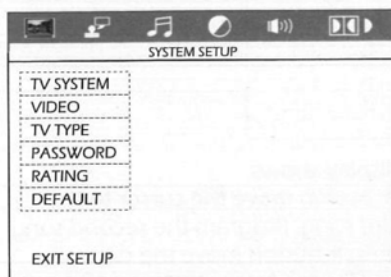 SYSTEM SETUP
TV SYSTEM
VIDEO
TV TYPE
PASSWORD
RATING
DEFAULT
EXIT SETUP